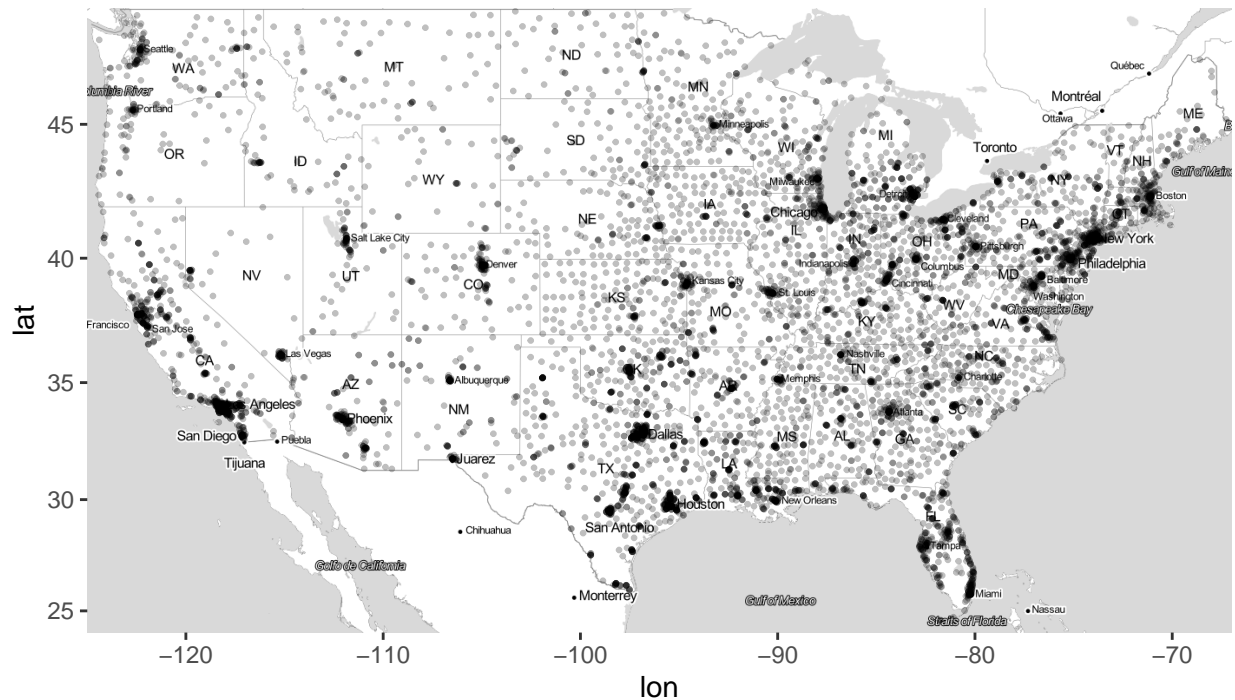 Québec
Seattle
WA
MT
ND
MN
Montréal
Ottawa
ME
Portland
OR
ID
SD
Minneapolis
WI
MI
Toronto
VT
NH
Gulf of Maine
WY
Milwaukee
Detroit
NY
Boston
NE
IA
Chicago
IL
Cleveland
PA
CT
NV
Salt Lake City
UT
Denver
CO
IN
Indianapolis
OH
Columbus
Pittsburgh
New York
Philadelphia
MD
Baltimore
Washington
Chesapeake Bay
KS
Kansas City
St. Louis
MO
Cincinnati
WV
VA
KY
Francisco
San Jose
CA
Las Vegas
Nashville
TN
NC
Charlotte
AZ
Albuquerque
NM
OK
AR
Memphis
Atlanta
SC
Angeles
Phoenix
San Diego
Puebla
Tijuana
Juarez
Dallas
MS
AL
GA
TX
LA
Houston
New Orleans
San Antonio
FL
Tampa
Chihuahua
Golfo de California
Monterrey
Gulf of Mexico
Miami
Straits of Florida
Nassau
45
40
35
30
25
−120
−110
−100
−90
−80
−70
lat
lon